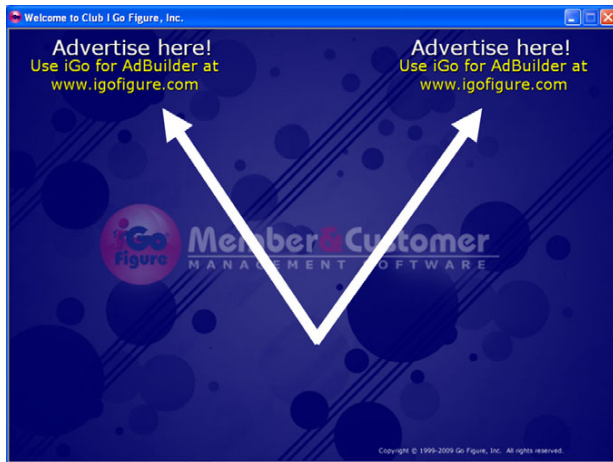 Welcome to Club I Go Figure, Inc.
Advertise here!
Use iGo for AdBuilder at
www.igofigure.com
Advertise here!
Use iGo for AdBuilder at
www.igofigure.com
iGo
Figure
Member&Customer
MANAGEMENT SOFTWARE
Copyright © 1999-2009 Go Figure, Inc. All rights reserved.